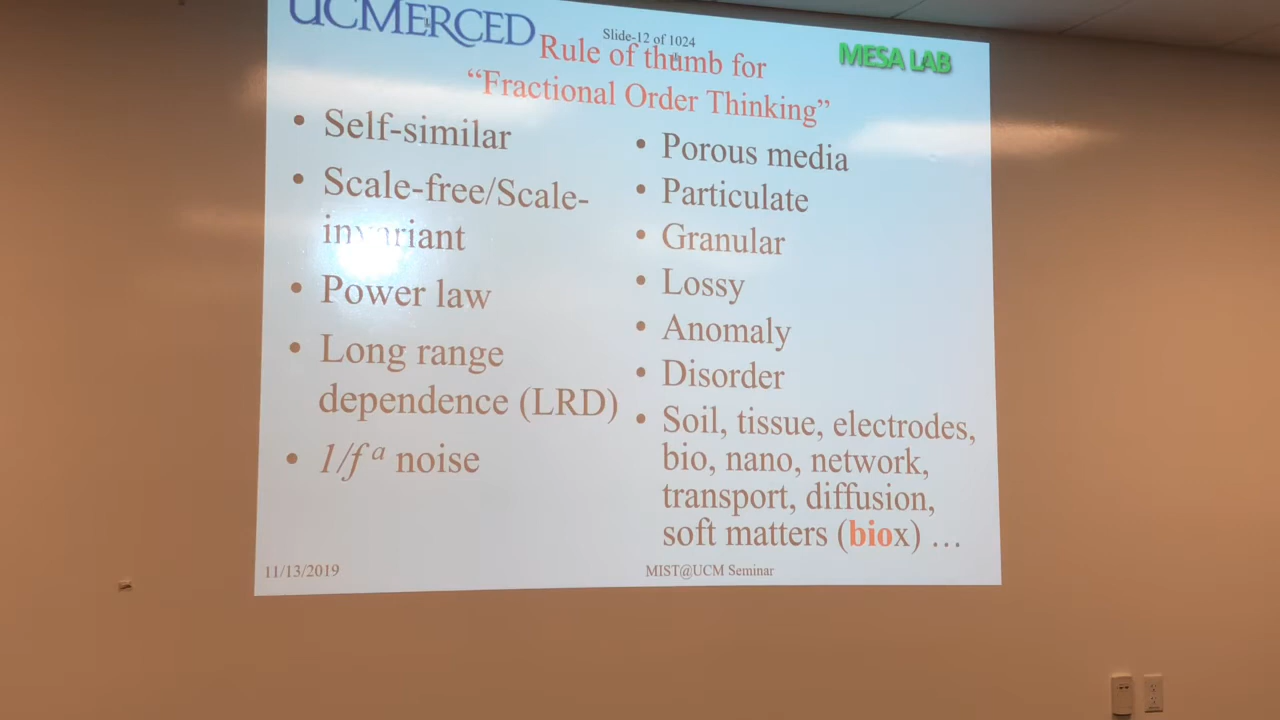 UCMERCED
Slide-12 of 1024
MESA LAB
Rule of thumb for
“Fractional Order Thinking”
• Self-similar
• Scale-free/Scale-
invariant
• Power law
• Long range
dependence (LRD)
• 1/f a noise
• Porous media
• Particulate
• Granular
• Lossy
• Anomaly
• Disorder
• Soil, tissue, electrodes,
bio, nano, network,
transport, diffusion,
soft matters (biox) …
11/13/2019
MIST@UCM Seminar